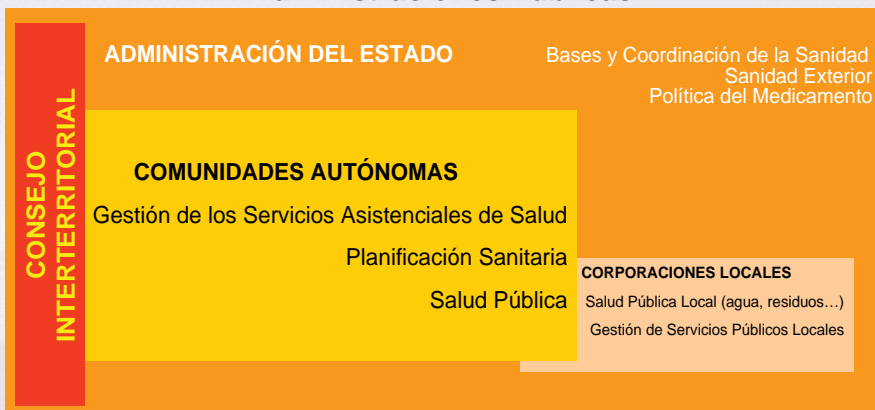 CONSEJO
INTERTERRITORIAL
ADMINISTRACIÓN DEL ESTADO
Bases y Coordinación de la Sanidad
Sanidad Exterior
Política del Medicamento
COMUNIDADES AUTÓNOMAS
Gestión de los Servicios Asistenciales de Salud
Planificación Sanitaria
Salud Pública
CORPORACIONES LOCALES
Salud Pública Local (agua, residuos…)
Gestión de Servicios Públicos Locales